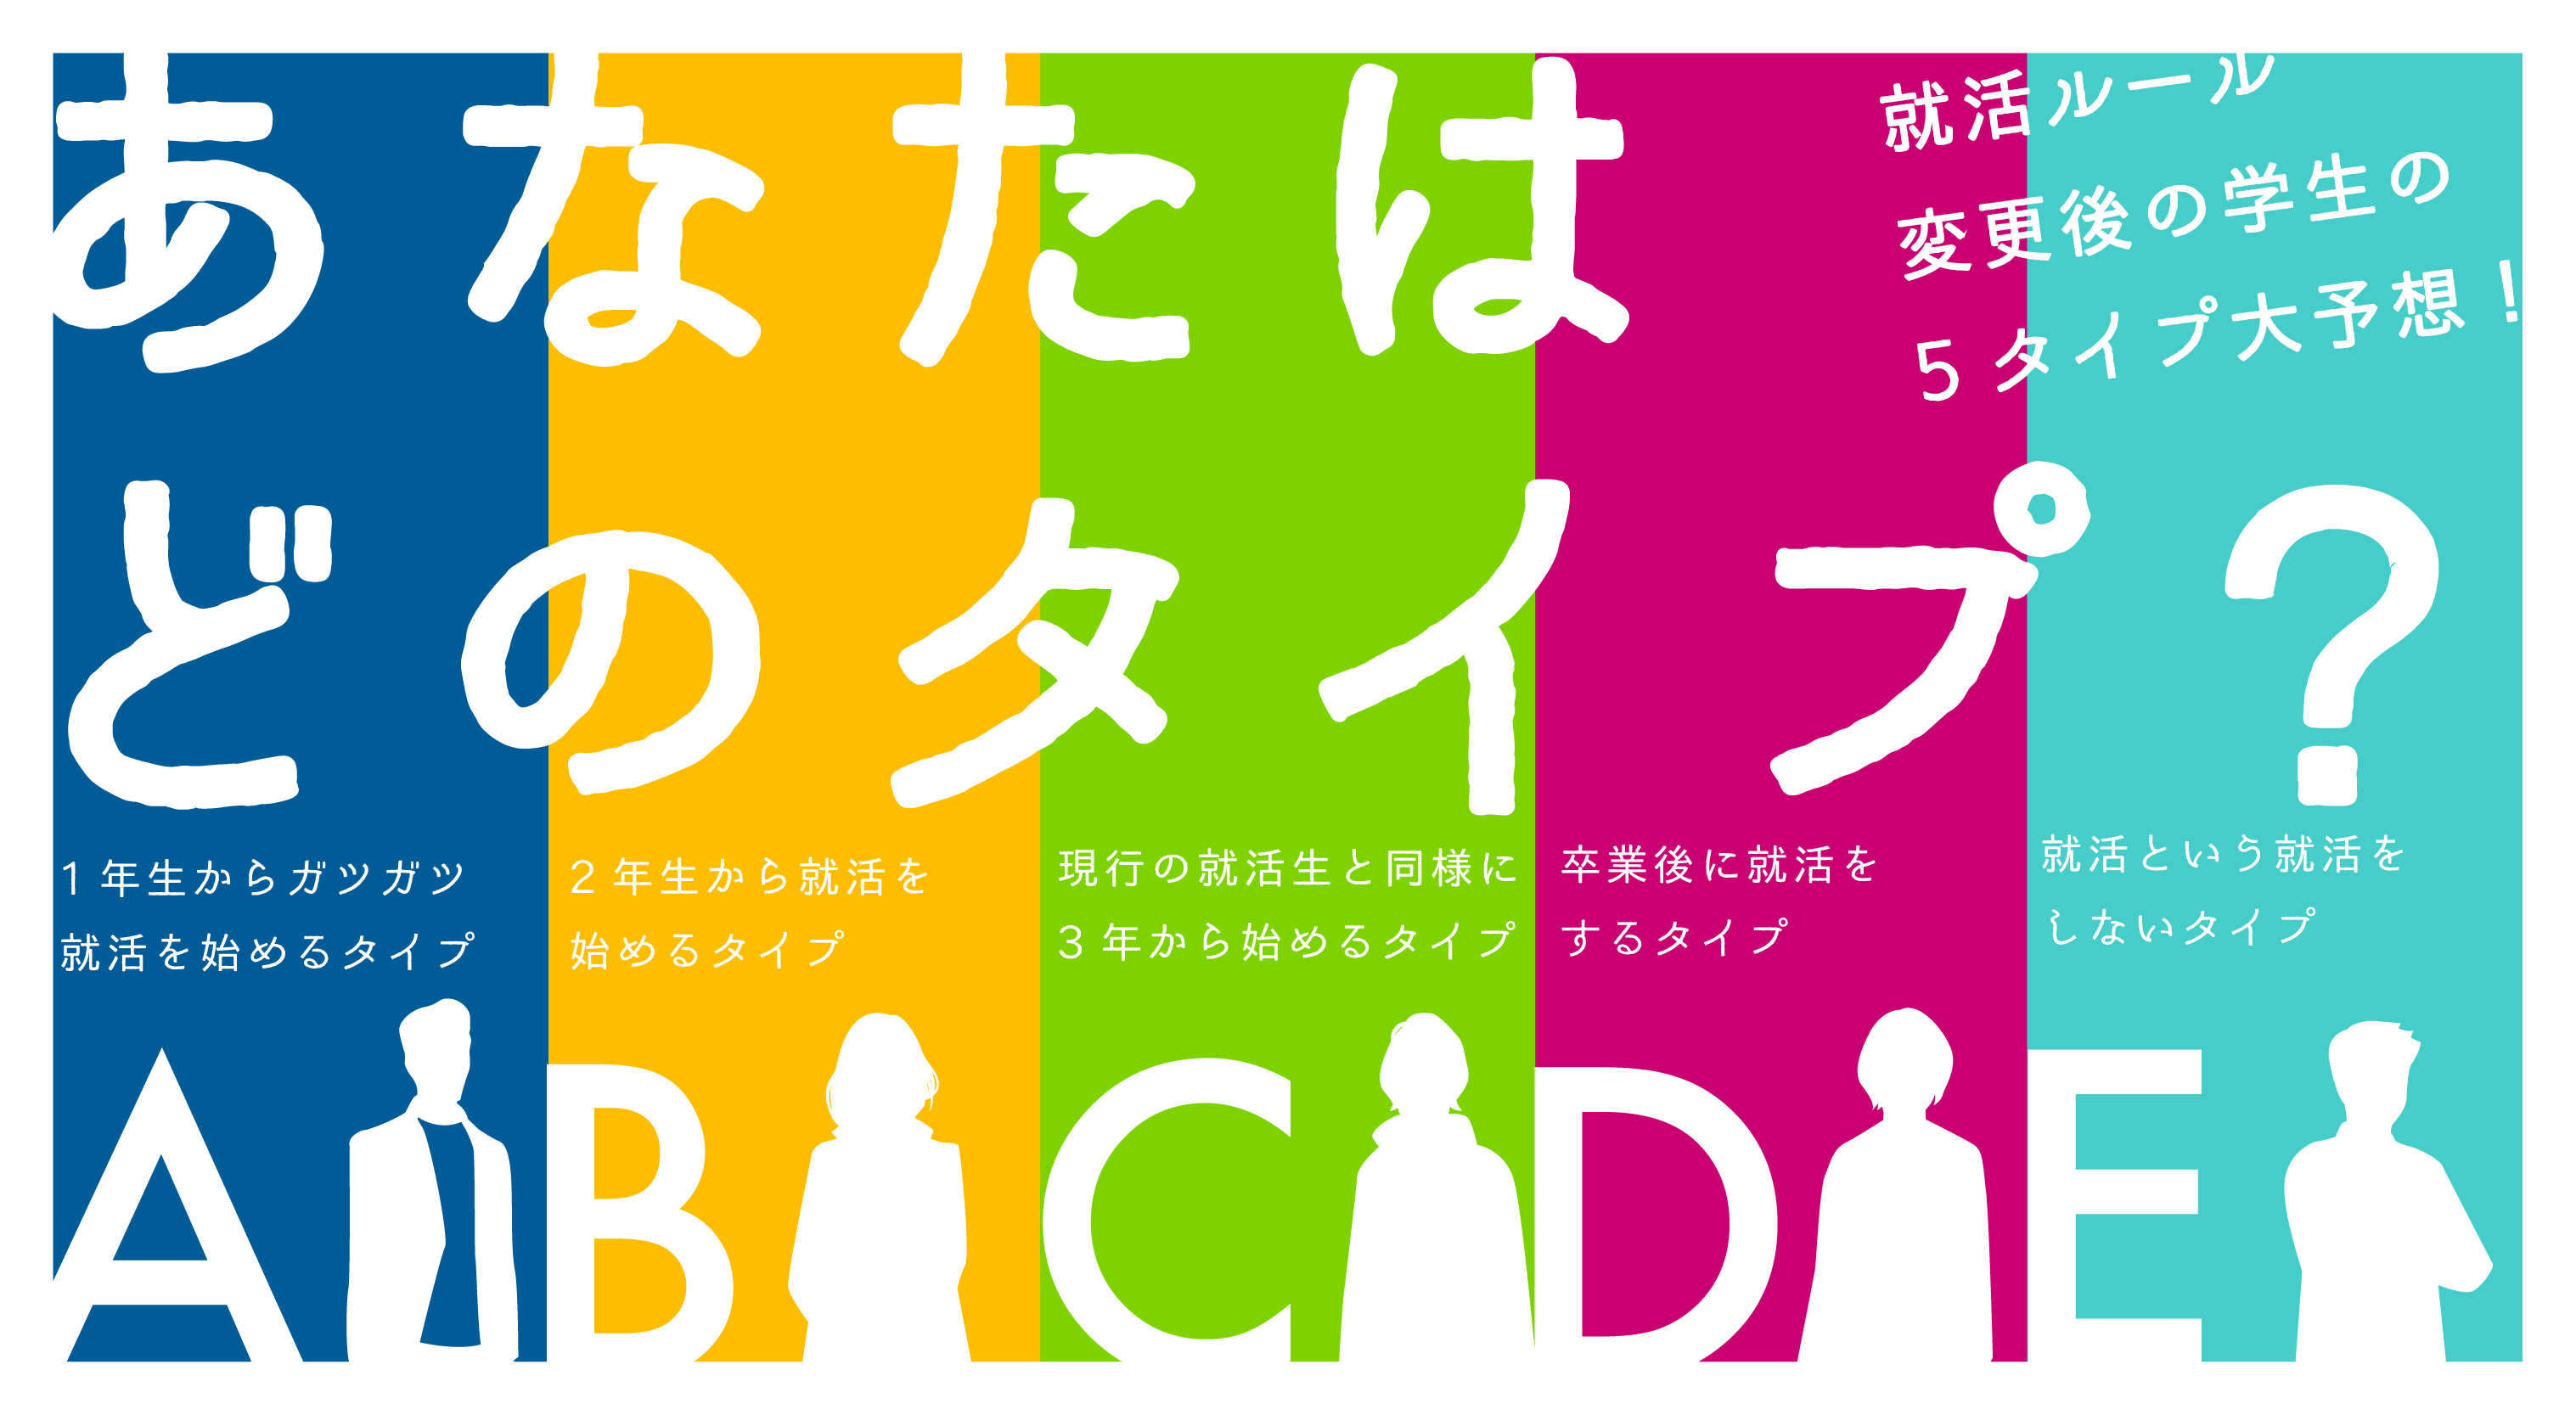 あなたは
どのタイプ？
就活ルール
変更後の学生の
5タイプ大予想！
1年生からガツガツ
就活を始めるタイプ
A
2年生から就活を
始めるタイプ
B
現行の就活生と同様に
3年から始めるタイプ
C
卒業後に就活を
するタイプ
D
就活という就活を
しないタイプ
E